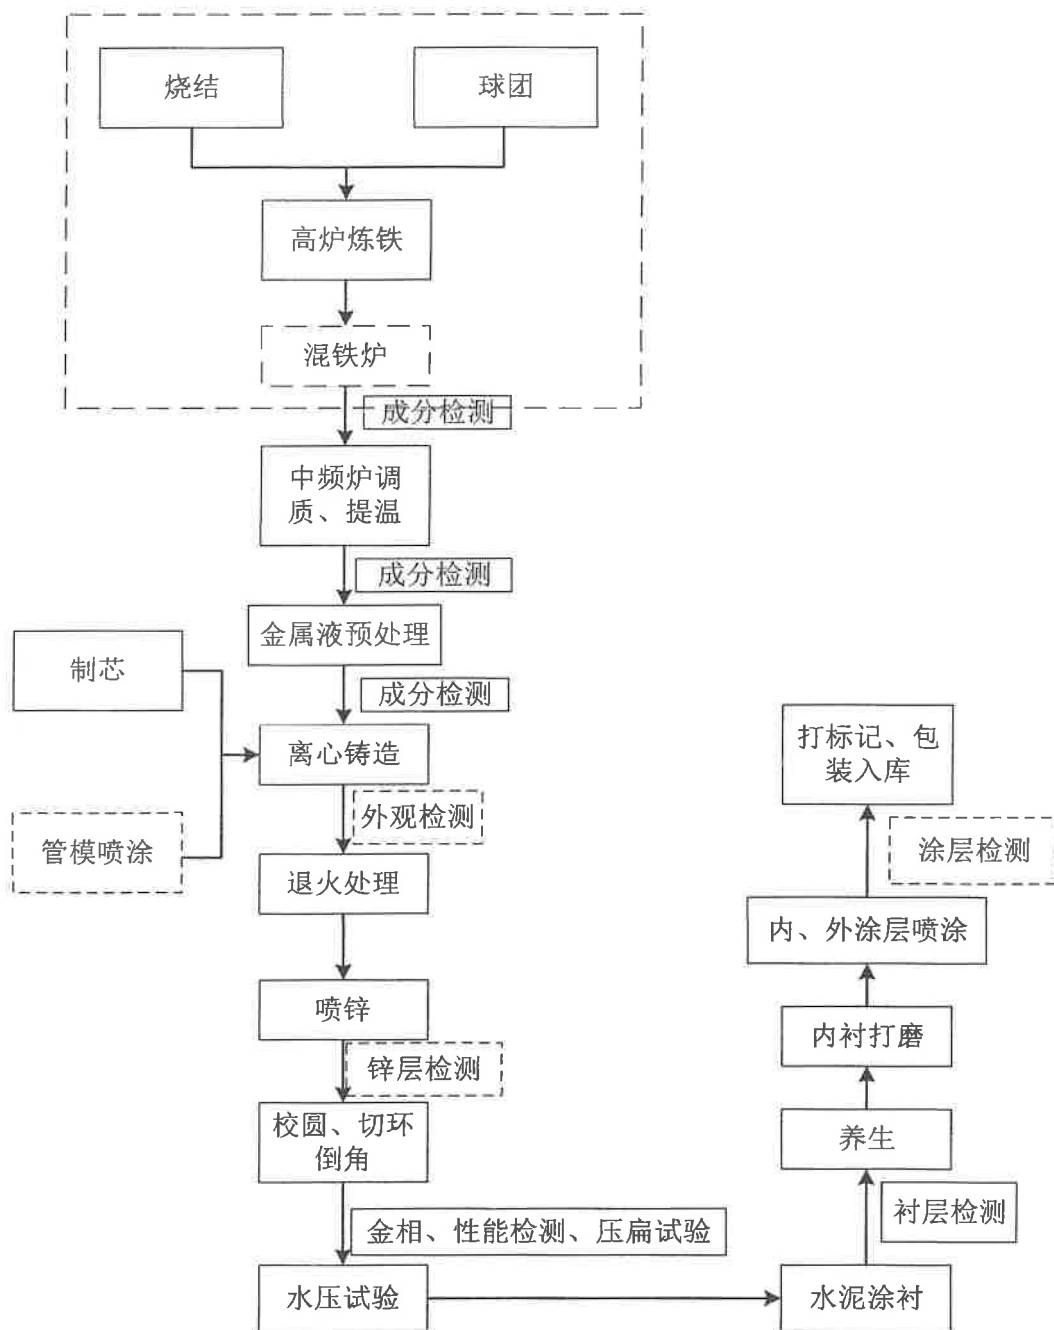 烧结
球团
高炉炼铁
混铁炉
成分检测
中频炉调
质、提温
成分检测
金属液预处理
制芯
成分检测
离心铸造
管模喷涂
外观检测
退火处理
喷锌
锌层检测
校圆、切环
倒角
金相、性能检测、压扁试验
水压试验
水泥涂衬
衬层检测
养生
内衬打磨
内、外涂层喷涂
涂层检测
打标记、包
装入库